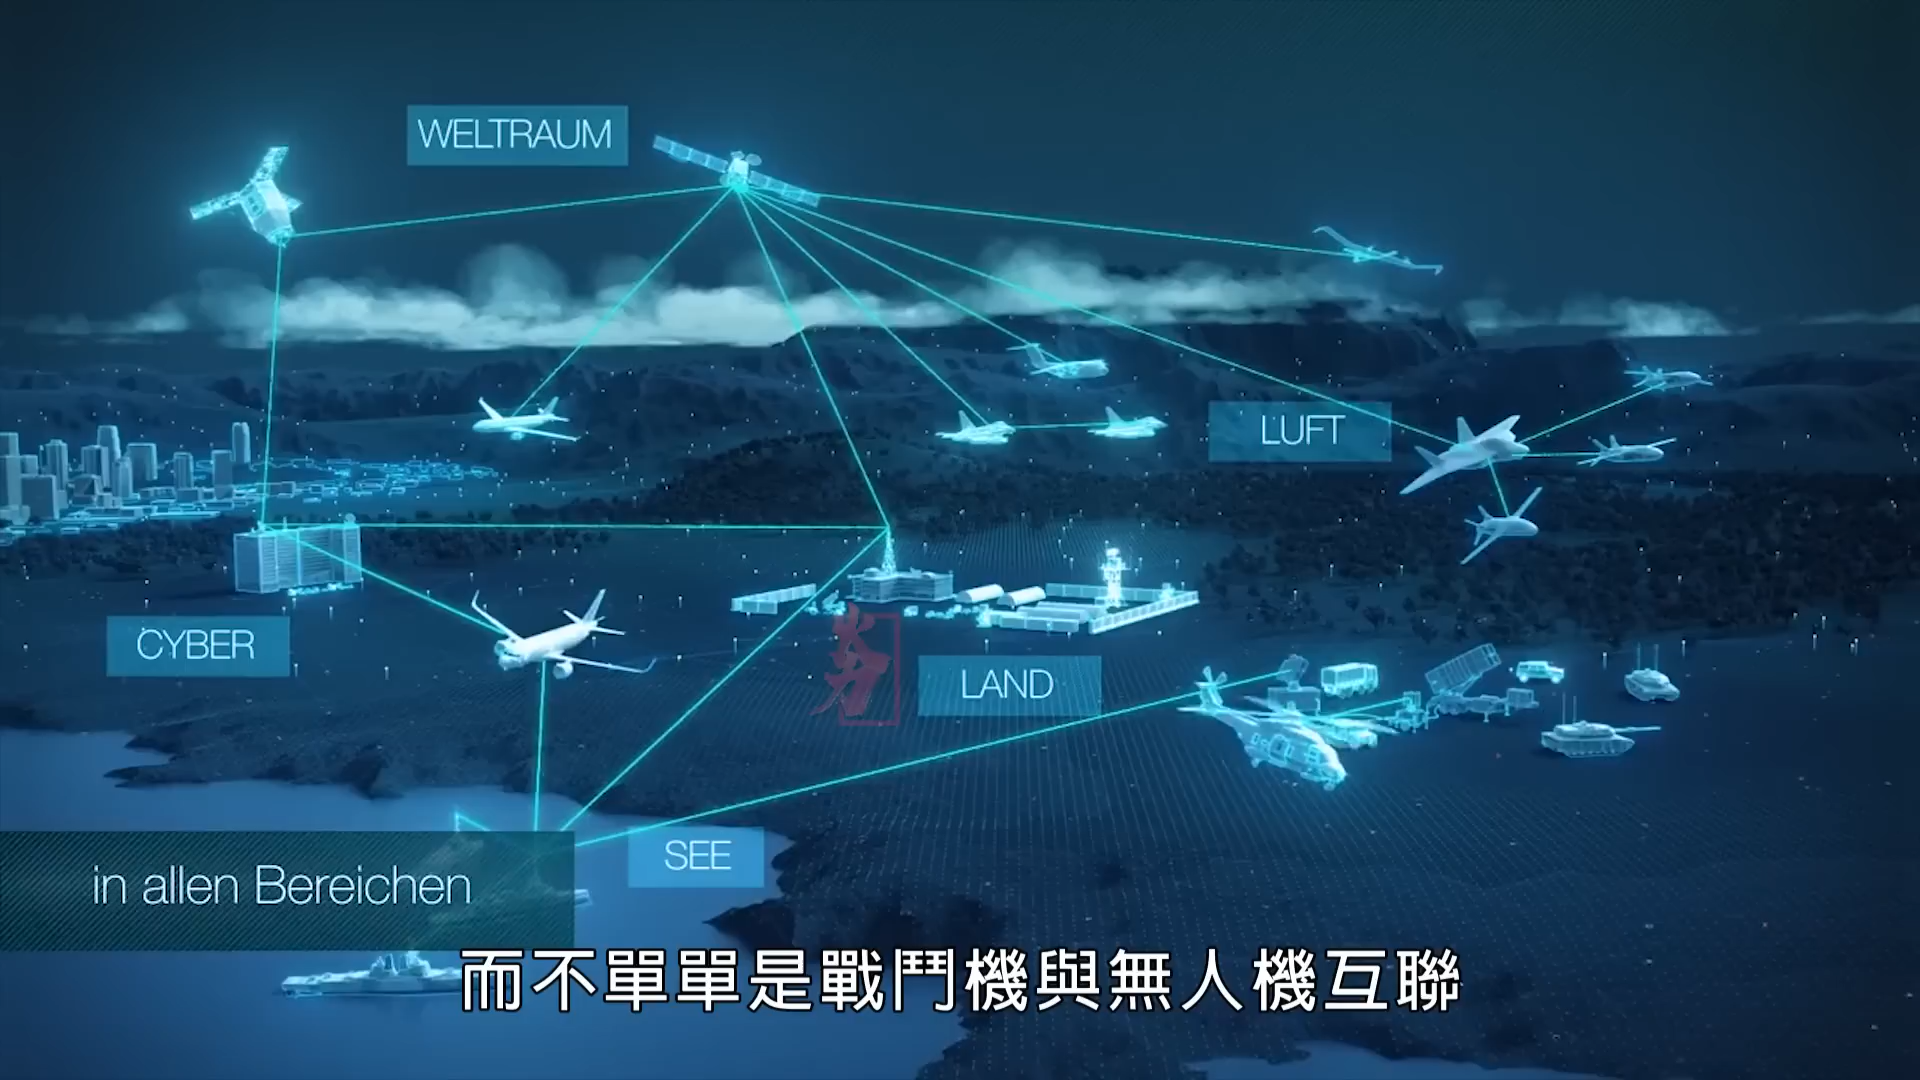 WELTRAUM
LUFT
CYBER
LAND
SEE
in allen Bereichen
而不單單是戰鬥機與無人機互聯